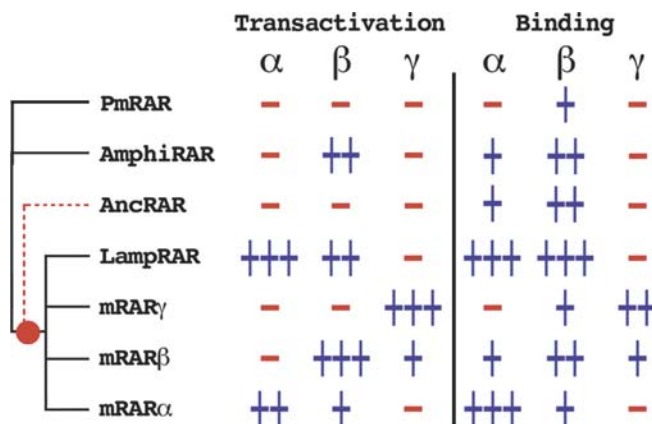 Transactivation Binding
α β γ α β γ
PmRAR − − − − + −
AmphiRAR − ++ − + ++ −
AncRAR − − − + ++ −
LampRAR +++ ++ − +++ +++ −
mRARγ − − +++ − + ++
mRARβ − +++ + + ++ +
mRARα ++ + − +++ + −